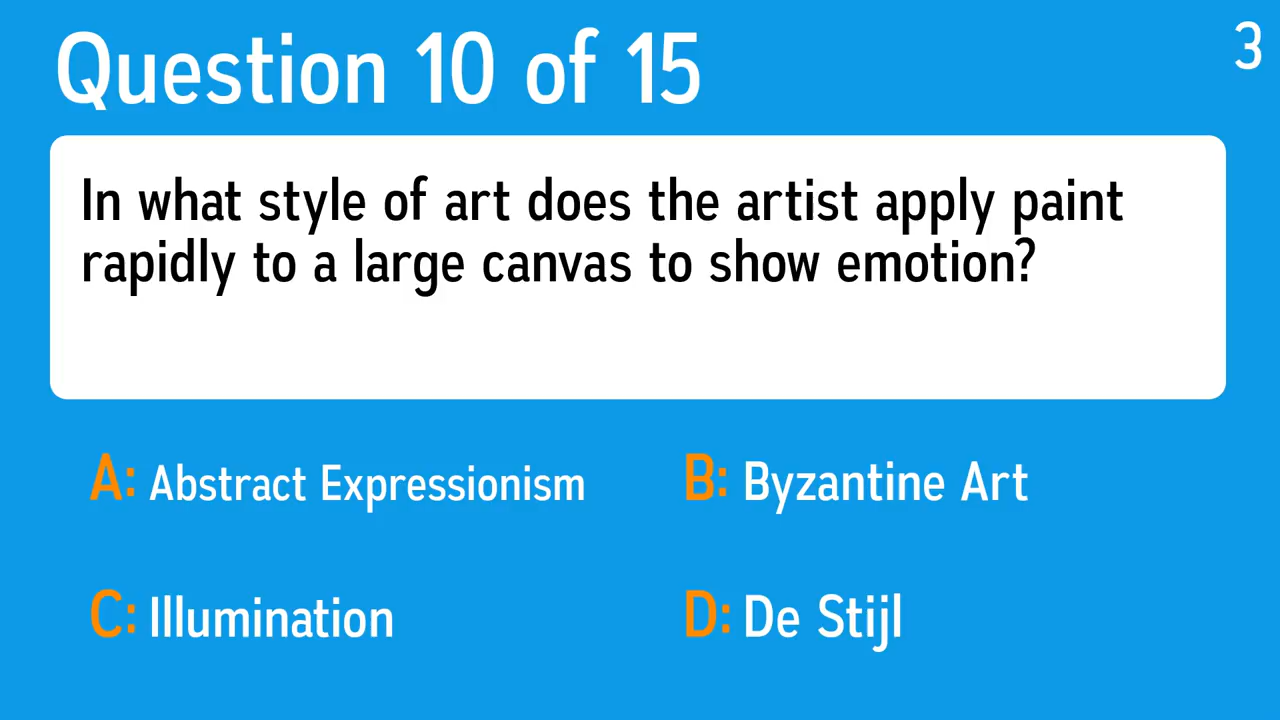 Question 10 of 15
3
In what style of art does the artist apply paint
rapidly to a large canvas to show emotion?
A: Abstract Expressionism
B: Byzantine Art
C: Illumination
D: De Stijl